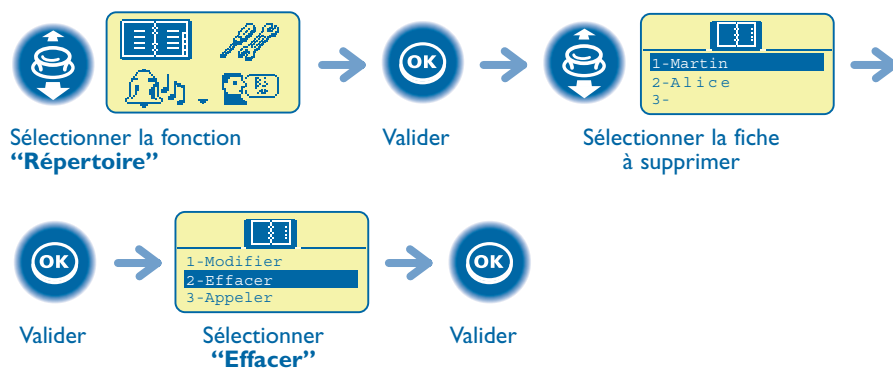 OK
OK
1-Martin
2-Alice
3-
Sélectionner la fonction
“Répertoire”
Valider
Sélectionner la fiche
à supprimer
OK
1-Modifier
2-Effacer
3-Appeler
OK
Valider
Sélectionner
“Effacer”
Valider